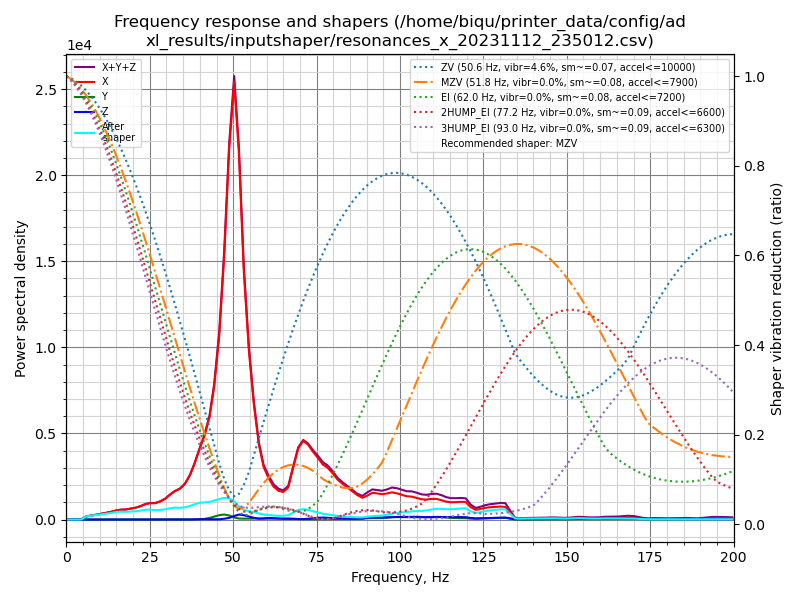 Frequency response and shapers (/home/biqu/printer_data/config/ad
xl_results/inputshaper/resonances_x_20231112_235012.csv)
1e4
X+Y+Z
X
Y
Z
After
shaper
ZV (50.6 Hz, vibr=4.6%, sm~=0.07, accel<=10000)
MZV (51.8 Hz, vibr=0.0%, sm~=0.08, accel<=7900)
EI (62.0 Hz, vibr=0.0%, sm~=0.08, accel<=7200)
2HUMP_EI (77.2 Hz, vibr=0.0%, sm~=0.09, accel<=6600)
3HUMP_EI (93.0 Hz, vibr=0.0%, sm~=0.09, accel<=6300)
Recommended shaper: MZV
Power spectral density
2.5
2.0
1.5
1.0
0.5
0.0
1.0
0.8
0.6
0.4
0.2
0.0
Shaper vibration reduction (ratio)
0 25 50 75 100 125 150 175 200
Frequency, Hz